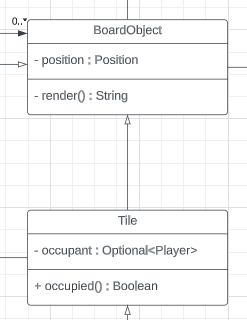 BoardObject
0..*
- position : Position
- render() : String
Tile
- occupant : Optional<Player>
+ occupied() : Boolean